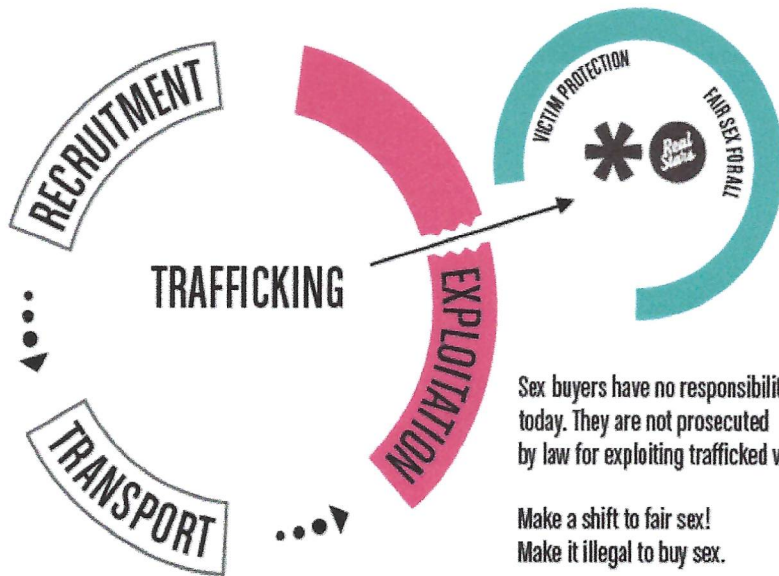 RECRUITMENT
TRAFFICKING
TRANSPORT
EXPLOITATION
VICTIM PROTECTION
FAIR SEX FOR ALL
Real
Stars
Sex buyers have no
today. They are not prosecuted
by law for exploiting trafficked
Make a shift to fair sex!
Make it illegal to buy sex.